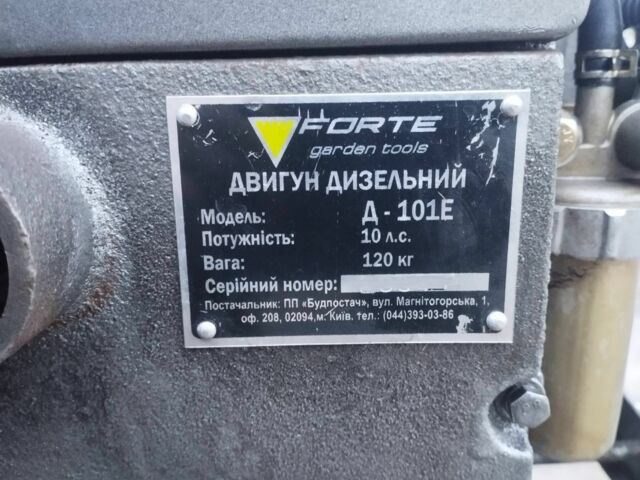 FORTE
garden tools
ДВИГУН ДИЗЕЛЬНИЙ
Модель: Д - 101Е
Потужність: 10 л.с.
Вага: 120 кг
Серійний номер:
Постачальник: ПП «Будпостач», вул. Магнітогорська, 1,
оф. 208, 02094,м. Київ. тел.: (044)393-03-86